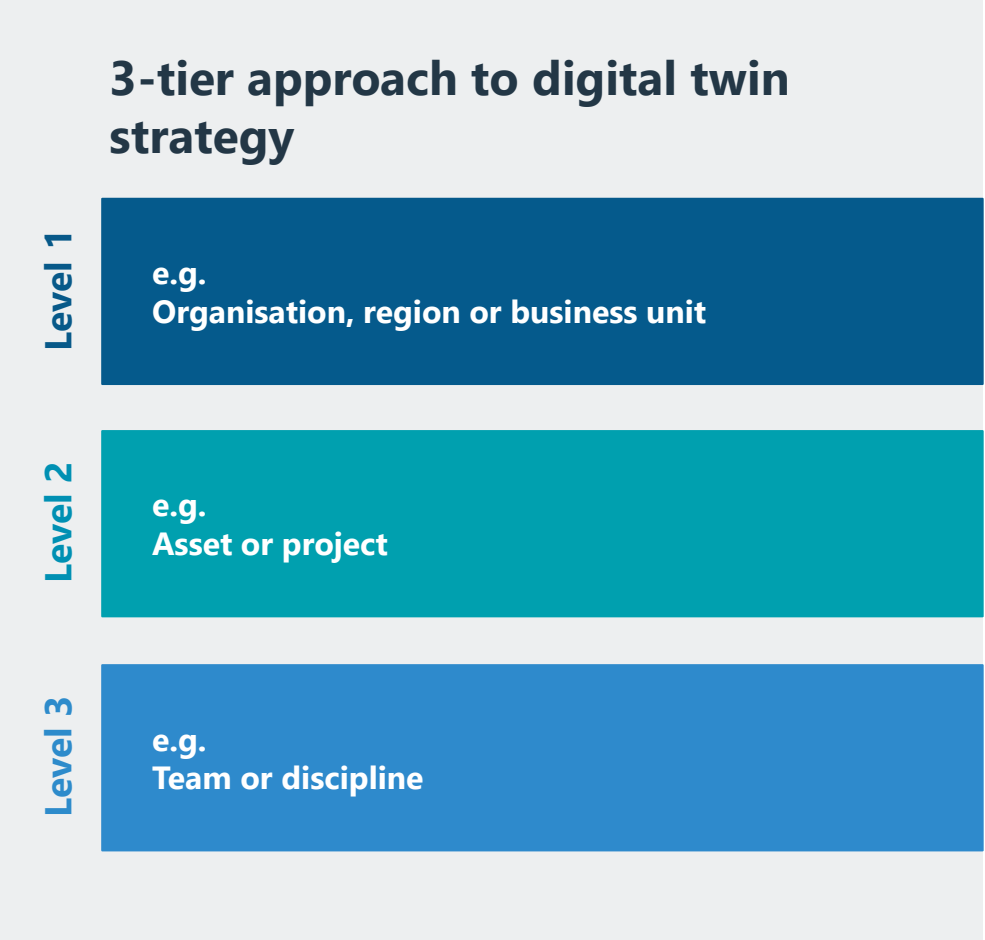 3-tier approach to digital twin
strategy
Level 1
e.g.
Organisation, region or business unit
Level 2
e.g.
Asset or project
Level 3
e.g.
Team or discipline